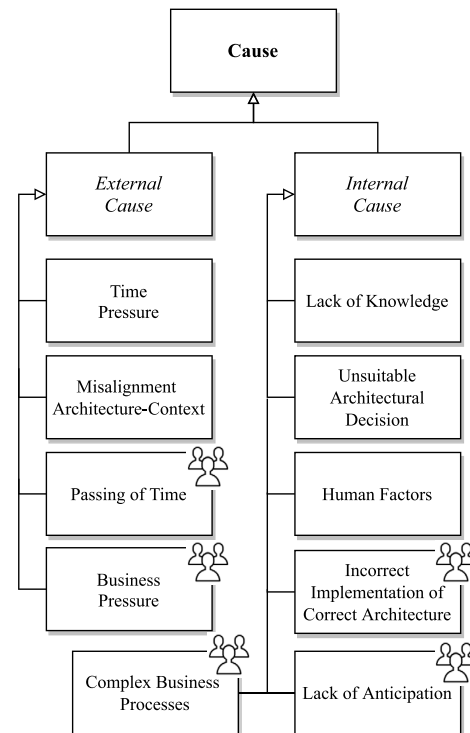 Cause
External
Cause
Internal
Cause
Time
Pressure
Lack of Knowledge
Misalignment
Architecture-Context
Unsuitable
Architectural
Decision
Passing of Time
Human Factors
Business
Pressure
Incorrect
Implementation of
Correct Architecture
Complex Business
Processes
Lack of Anticipation